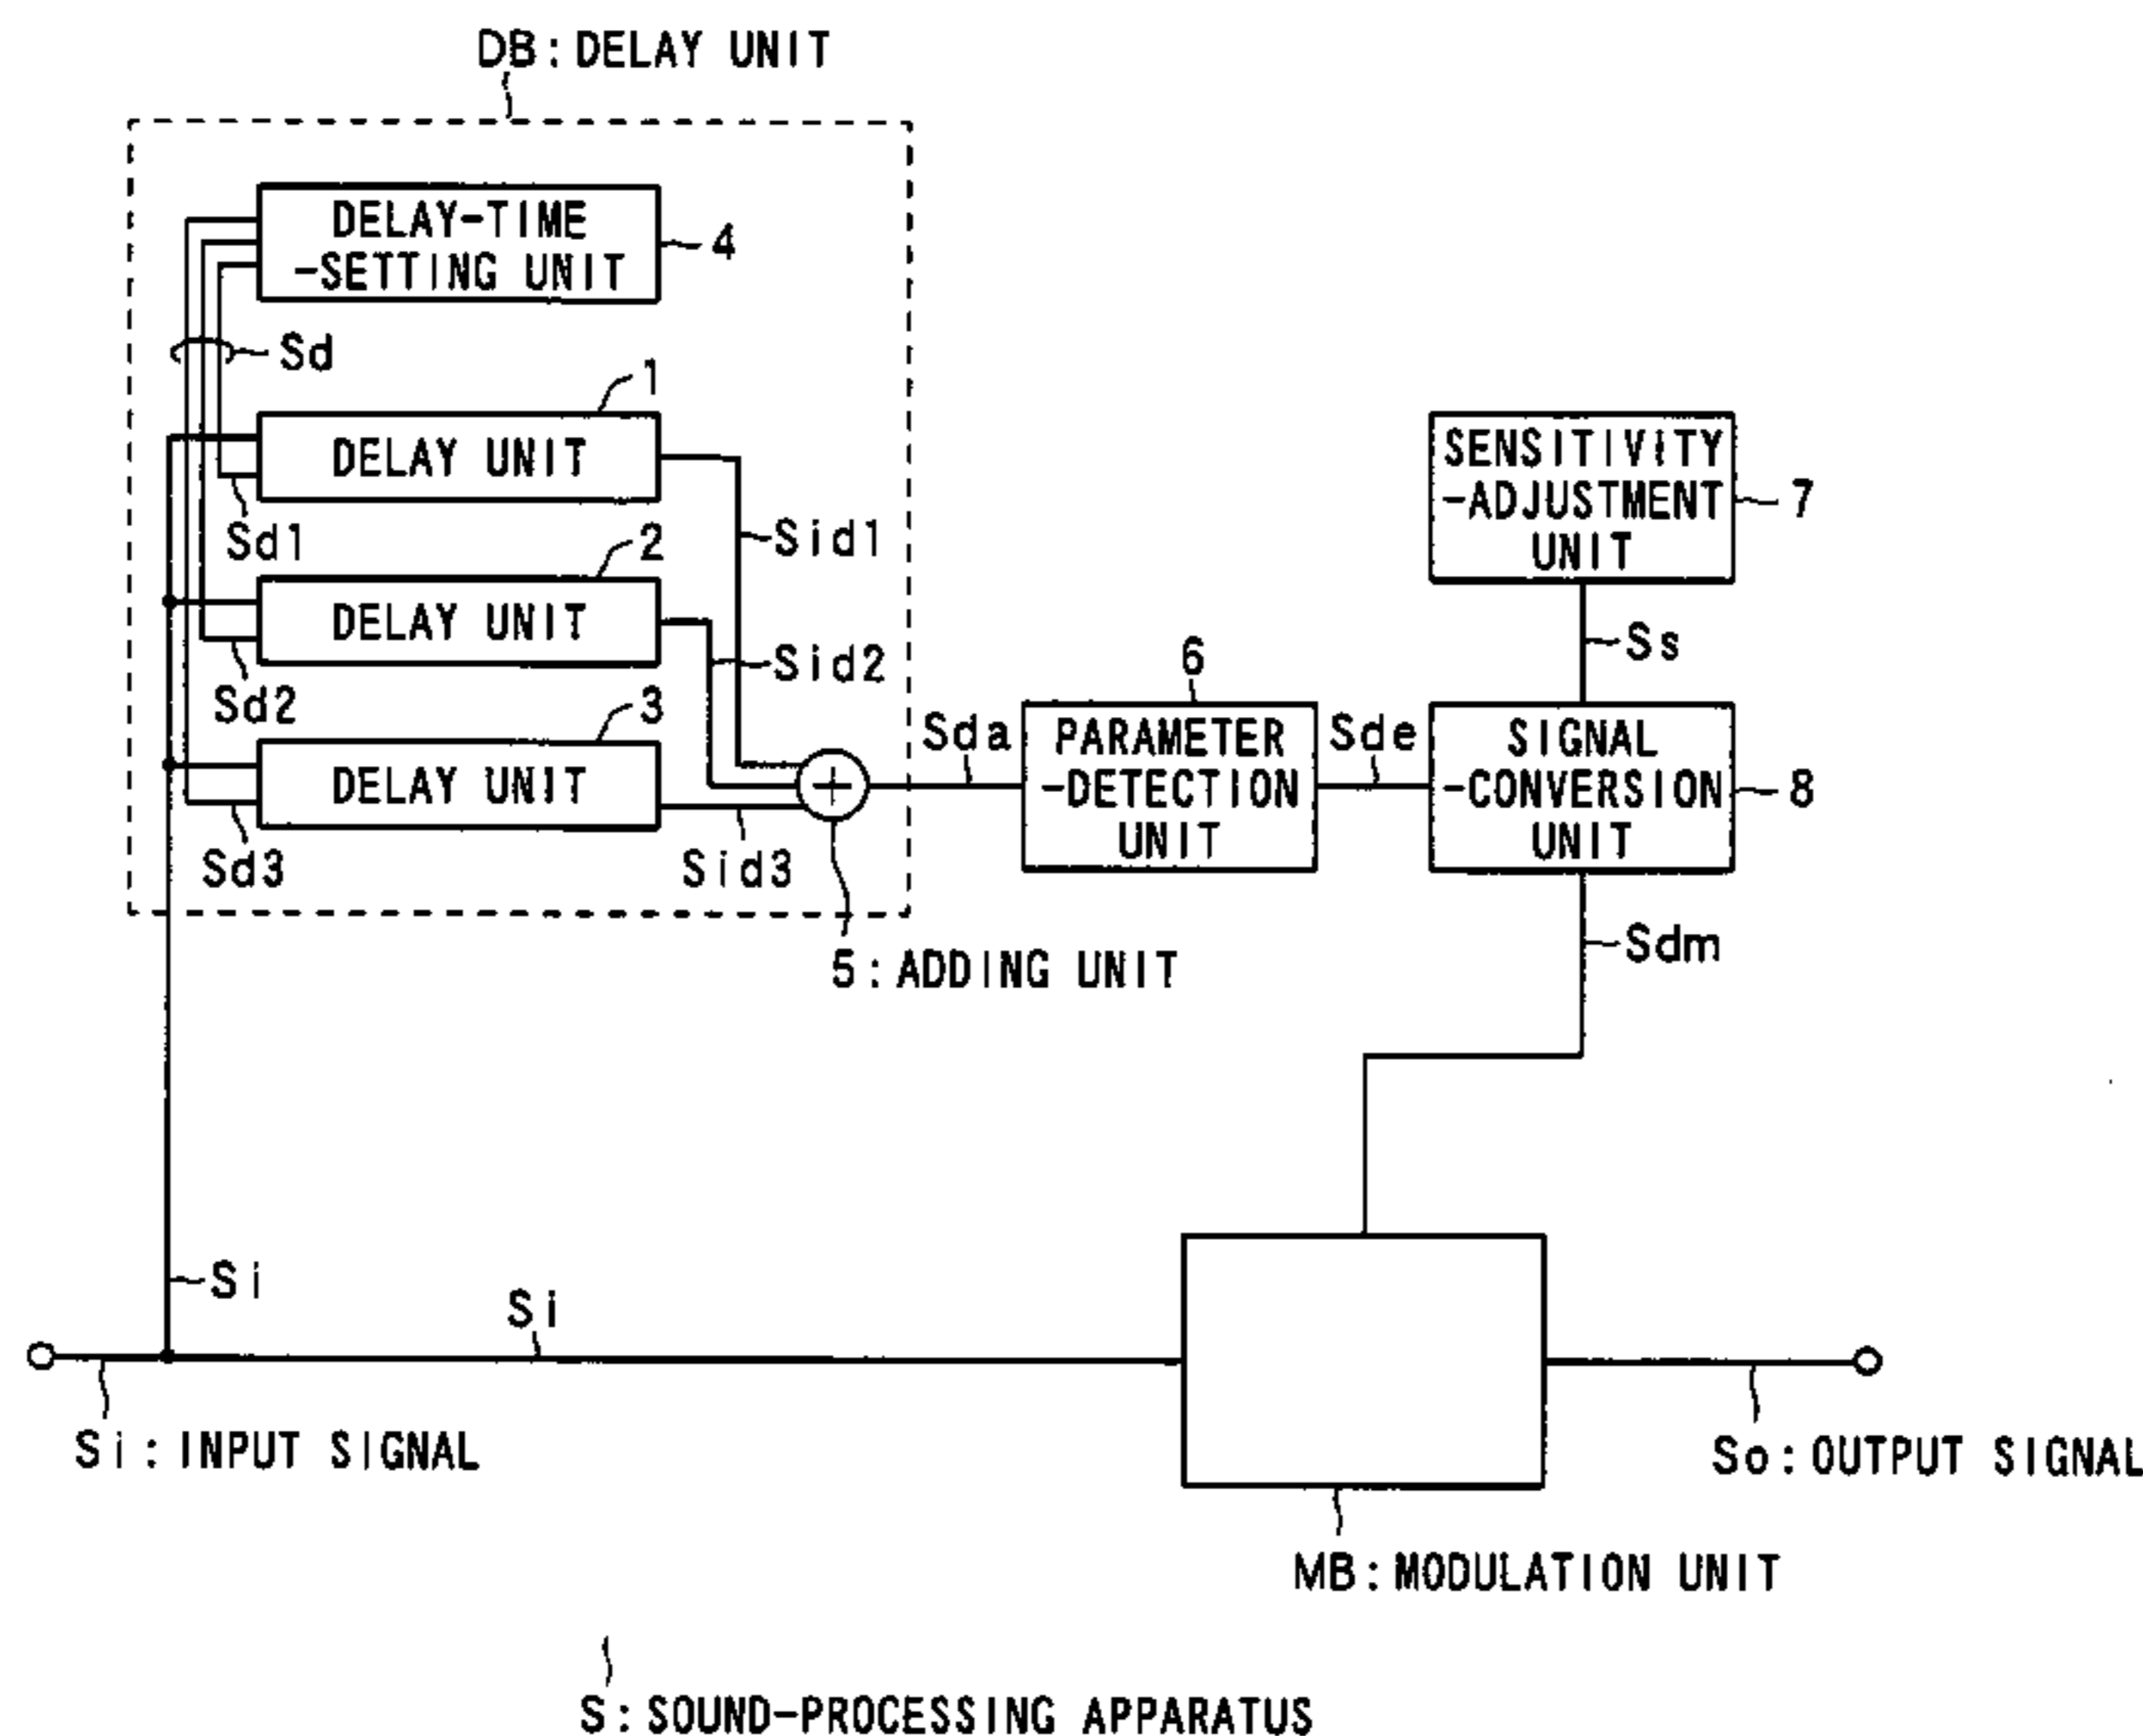 DB: DELAY UNIT
DELAY-TIME
-SETTING UNIT
4
Sd
1
DELAY UNIT
Sd1
Sid1
2
DELAY UNIT
Sd2
Sid2
3
DELAY UNIT
Sd3
Sid3
5: ADDING UNIT
Sda
6
PARAMETER
-DETECTION
UNIT
Sde
SENSITIVITY
-ADJUSTMENT
UNIT
7
Ss
SIGNAL
-CONVERSION
UNIT
8
Sdm
Si
Si
Si: INPUT SIGNAL
So: OUTPUT SIGNAL
MB: MODULATION UNIT
S: SOUND-PROCESSING APPARATUS